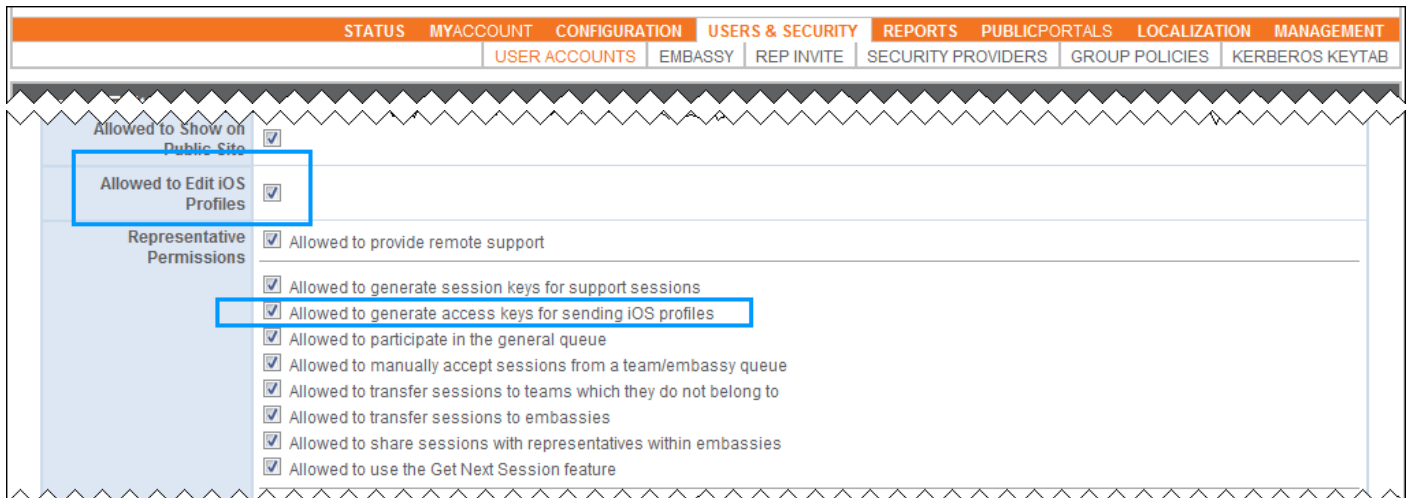 STATUS MYACCOUNT CONFIGURATION USERS & SECURITY REPORTS PUBLICPORTALS LOCALIZATION MANAGEMENT
USER ACCOUNTS EMBASSY REP INVITE SECURITY PROVIDERS GROUP POLICIES KERBEROS KEYTAB
Allowed to Show on
Public Site
Allowed to Edit iOS
Profiles
Representative
Permissions
Allowed to provide remote support
Allowed to generate session keys for support sessions
Allowed to generate access keys for sending iOS profiles
Allowed to participate in the general queue
Allowed to manually accept sessions from a team/embassy queue
Allowed to transfer sessions to teams which they do not belong to
Allowed to transfer sessions to embassies
Allowed to share sessions with representatives within embassies
Allowed to use the Get Next Session feature